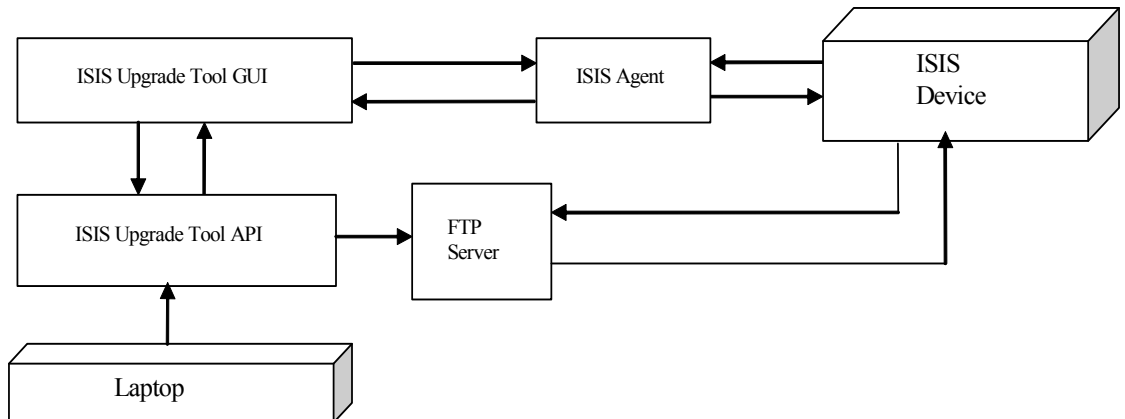 ISIS Upgrade Tool GUI
ISIS Agent
ISIS
Device
ISIS Upgrade Tool API
FTP
Server
Laptop